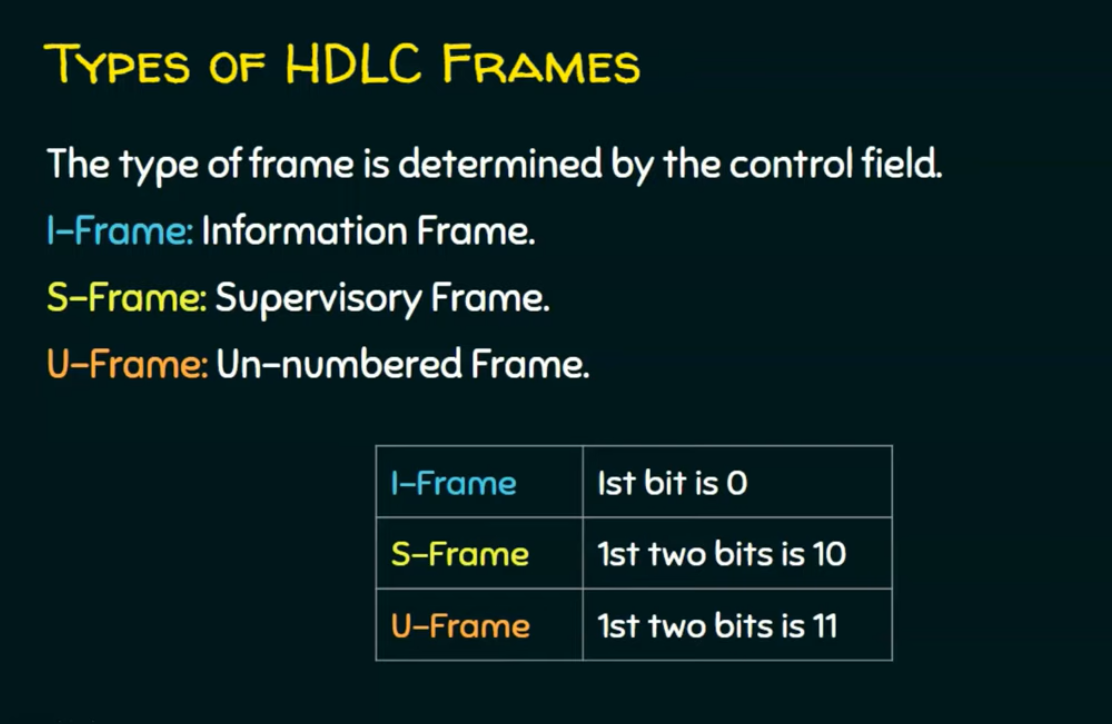 TYPES OF HDLC FRAMES
The type of frame is determined by the control field.
I-Frame: Information Frame.
S-Frame: Supervisory Frame.
U-Frame: Un-numbered Frame.
I-Frame 1st bit is 0
S-Frame 1st two bits is 10
U-Frame 1st two bits is 11